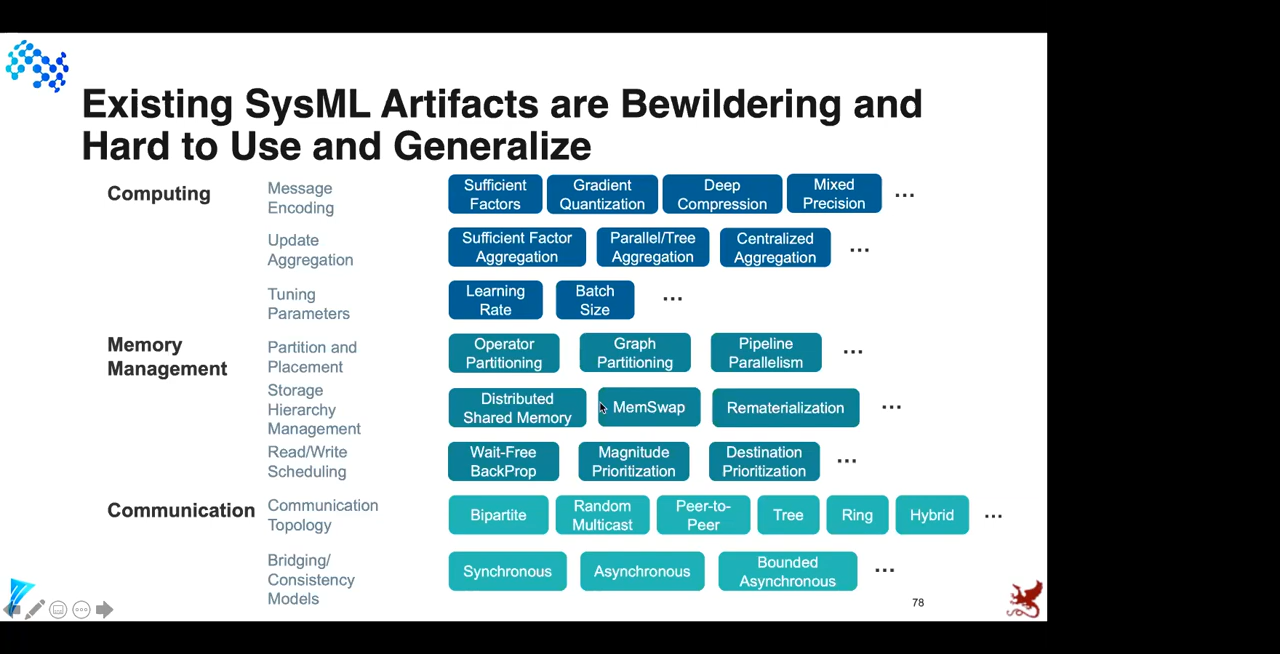 Existing SysML Artifacts are Bewildering and
Hard to Use and Generalize
Computing
Message
Encoding
Sufficient
Factors
Gradient
Quantization
Deep
Compression
Mixed
Precision
...
Update
Aggregation
Sufficient Factor
Aggregation
Parallel/Tree
Aggregation
Centralized
Aggregation
...
Tuning
Parameters
Learning
Rate
Batch
Size
...
Memory
Management
Partition and
Placement
Operator
Partitioning
Graph
Partitioning
Pipeline
Parallelism
...
Storage
Hierarchy
Management
Distributed
Shared Memory
MemSwap
Rematerialization
...
Read/Write
Scheduling
Wait-Free
BackProp
Magnitude
Prioritization
Destination
Prioritization
...
Communication
Communication
Topology
Bipartite
Random
Multicast
Peer-to-
Peer
Tree
Ring
Hybrid
...
Bridging/
Consistency
Models
Synchronous
Asynchronous
Bounded
Asynchronous
...
78